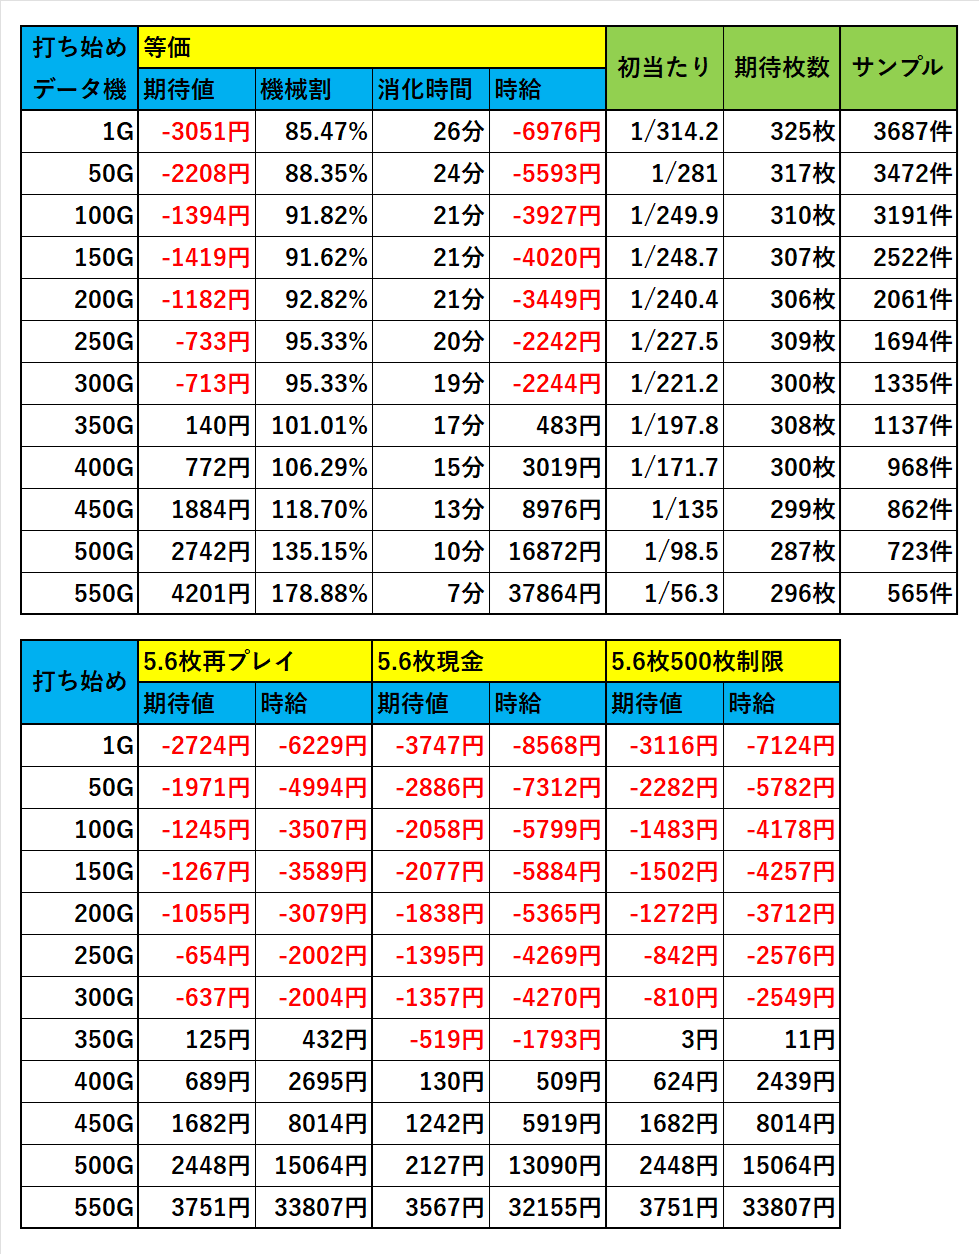 打ち始め 等価 初当たり 期待枚数 サンプル
データ機 期待値 機械割 消化時間 時給
1G -3051円 85.47% 26分 -6976円 1/314.2 325枚 3687件
50G -2208円 88.35% 24分 -5593円 1/281 317枚 3472件
100G -1394円 91.82% 21分 -3927円 1/249.9 310枚 3191件
150G -1419円 91.62% 21分 -4020円 1/248.7 307枚 2522件
200G -1182円 92.82% 21分 -3449円 1/240.4 306枚 2061件
250G -733円 95.33% 20分 -2242円 1/227.5 309枚 1694件
300G -713円 95.33% 19分 -2244円 1/221.2 300枚 1335件
350G 140円 101.01% 17分 483円 1/197.8 308枚 1137件
400G 772円 106.29% 15分 3019円 1/171.7 300枚 968件
450G 1884円 118.70% 13分 8976円 1/135 299枚 862件
500G 2742円 135.15% 10分 16872円 1/98.5 287枚 723件
550G 4201円 178.88% 7分 37864円 1/56.3 296枚 565件
打ち始め 5.6枚再プレイ 5.6枚現金 5.6枚500枚制限
期待値 時給 期待値 時給 期待値 時給
1G -2724円 -6229円 -3747円 -8568円 -3116円 -7124円
50G -1971円 -4994円 -2886円 -7312円 -2282円 -5782円
100G -1245円 -3507円 -2058円 -5799円 -1483円 -4178円
150G -1267円 -3589円 -2077円 -5884円 -1502円 -4257円
200G -1055円 -3079円 -1838円 -5365円 -1272円 -3712円
250G -654円 -2002円 -1395円 -4269円 -842円 -2576円
300G -637円 -2004円 -1357円 -4270円 -810円 -2549円
350G 125円 432円 -519円 -1793円 3円 11円
400G 689円 2695円 130円 509円 624円 2439円
450G 1682円 8014円 1242円 5919円 1682円 8014円
500G 2448円 15064円 2127円 13090円 2448円 15064円
550G 3751円 33807円 3567円 32155円 3751円 33807円